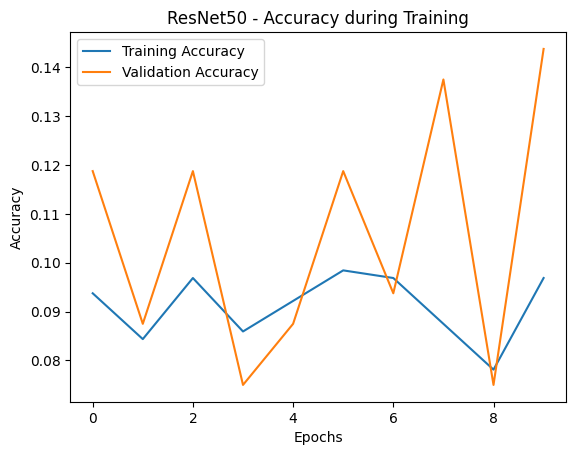 ResNet50 - Accuracy during Training
Training Accuracy
Validation Accuracy
0.14
0.13
0.12
0.11
0.10
0.09
0.08
Accuracy
0 2 4 6 8
Epochs